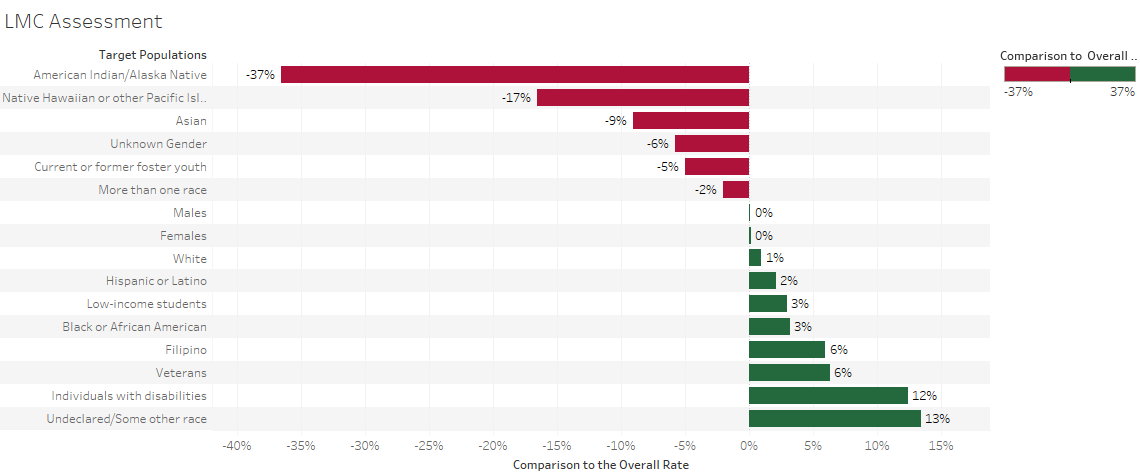 LMC Assessment
Target Populations
American Indian/Alaska Native -37%
Native Hawaiian or other Pacific Isl.. -17%
Asian -9%
Unknown Gender -6%
Current or former foster youth -5%
More than one race -2%
Males 0%
Females 0%
White 1%
Hispanic or Latino 2%
Low-income students 3%
Black or African American 3%
Filipino 6%
Veterans 6%
Individuals with disabilities 12%
Undeclared/Some other race 13%
-40% -35% -30% -25% -20% -15% -10% -5% 0% 5% 10% 15%
Comparison to the Overall Rate
Comparison to Overall ..
-37% 37%